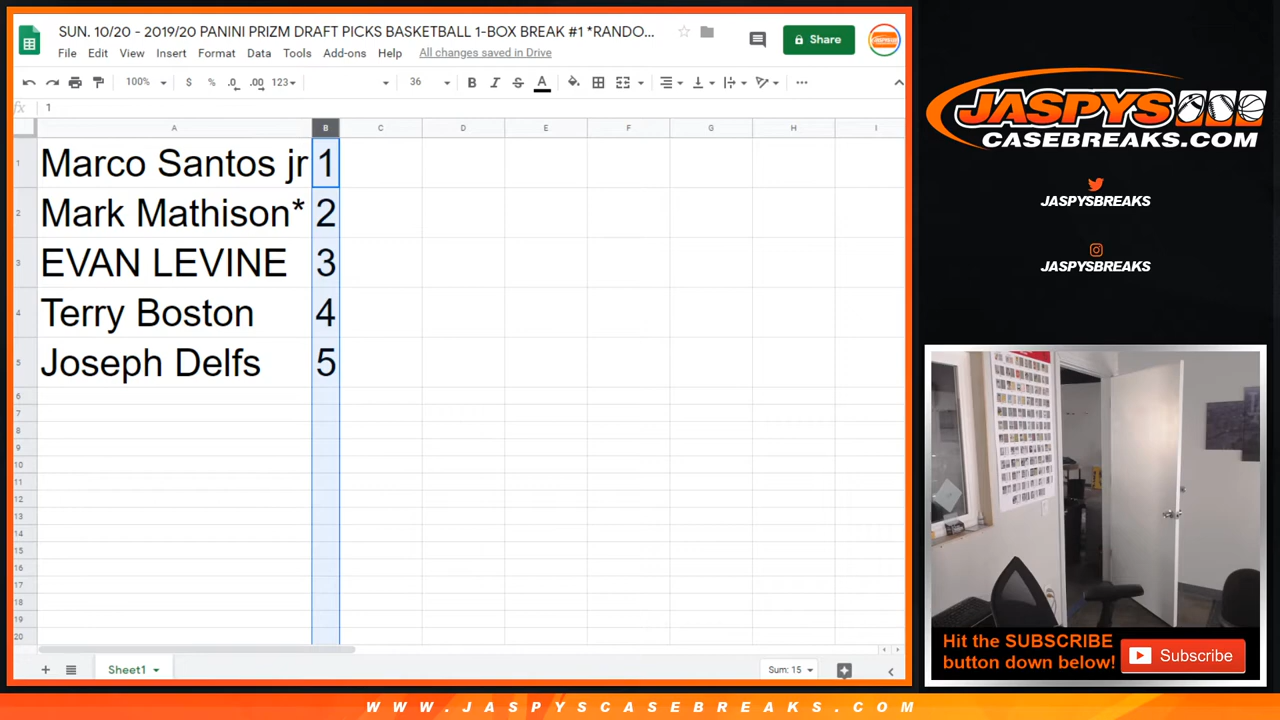 SUN. 10/20 - 2019/20 PANINI PRIZM DRAFT PICKS BASKETBALL 1-BOX BREAK #1 *RANDO...
Share
File Edit View Insert Format Data Tools Add-ons Help All changes saved in Drive
100% $ % .0 .00 123 36 B I S A
fx 1
A B C D E F G H I
1 Marco Santos jr 1
2 Mark Mathison* 2
3 EVAN LEVINE 3
4 Terry Boston 4
5 Joseph Delfs 5
6
7
8
9
10
11
12
13
14
15
16
17
18
19
20
Sheet1
Sum: 15
JASPYS
CASEBREAKS.COM
JASPYSBREAKS
JASPYSBREAKS
Hit the SUBSCRIBE
button down below!
Subscribe
WWW.JASPYSCASEBREAKS.COM